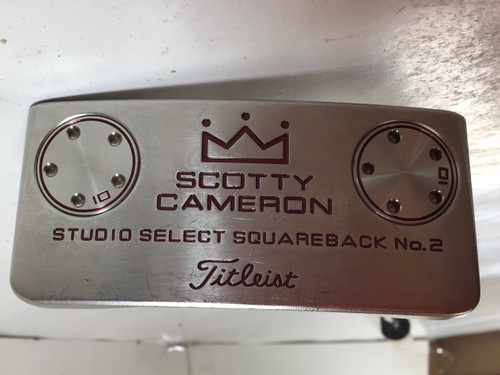 SCOTTY
CAMERON
10
10
STUDIO SELECT SQUAREBACK No.2
Titleist